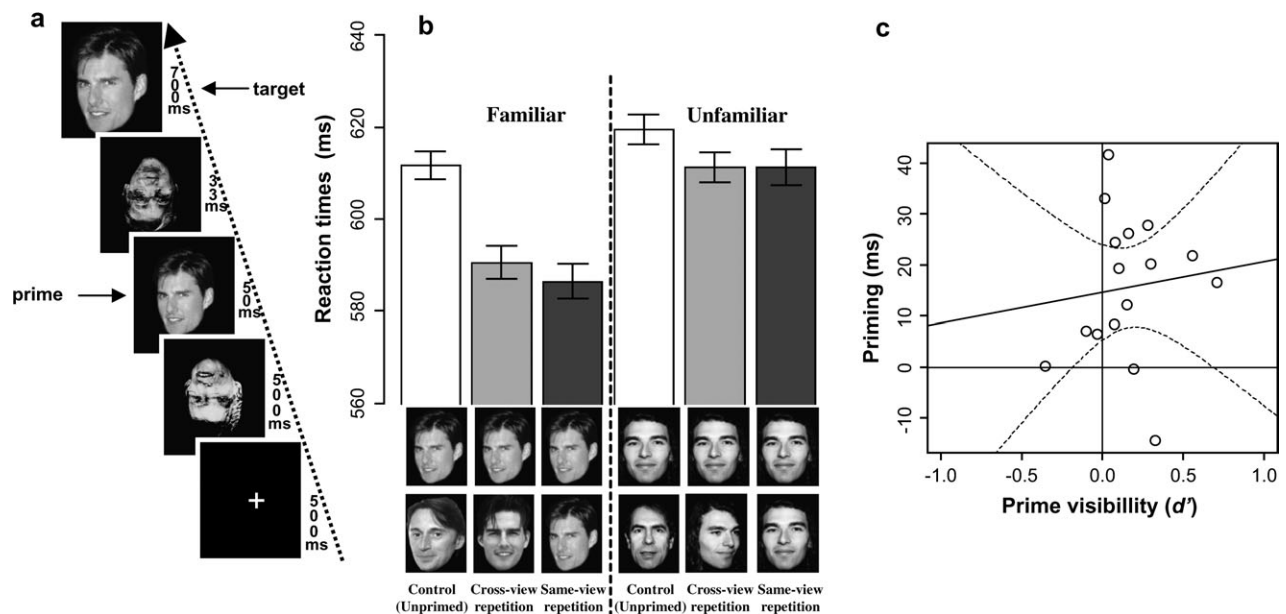 a
700 ms
target
33 ms
prime
50 ms
500 ms
500 ms
b
Reaction times (ms)
640
620
600
580
560
Familiar
Unfamiliar
Control Cross-view Same-view Control Cross-view Same-view
(Unprimed) repetition repetition (Unprimed) repetition repetition
c
Priming (ms)
40
30
20
10
0
-10
-1.0 -0.5 0.0 0.5 1.0
Prime visibillity (d')